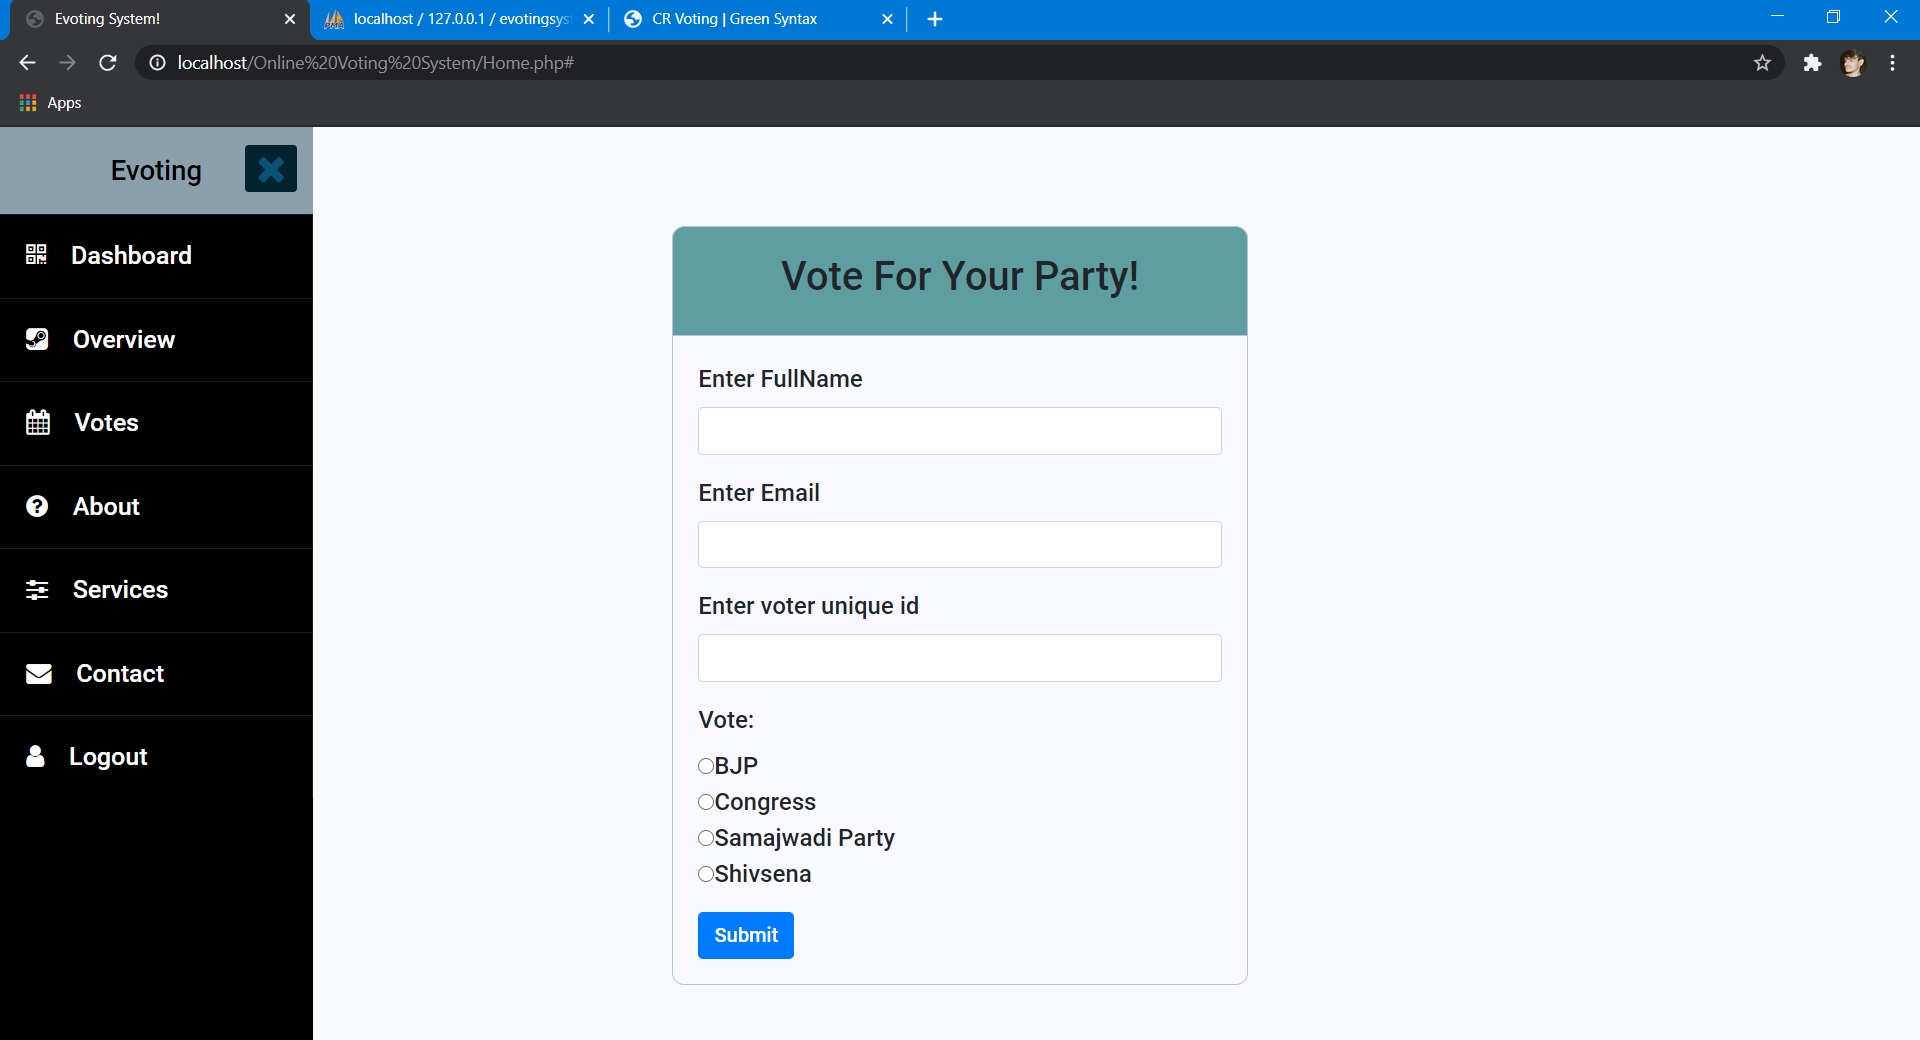 Evoting System!
localhost / 127.0.0.1 / evotingsyst
CR Voting | Green Syntax
localhost/Online%20Voting%20System/Home.php#
Apps
Evoting
Dashboard
Overview
Votes
About
Services
Contact
Logout
Vote For Your Party!
Enter FullName
Enter Email
Enter voter unique id
Vote:
BJP
Congress
Samajwadi Party
Shivsena
Submit